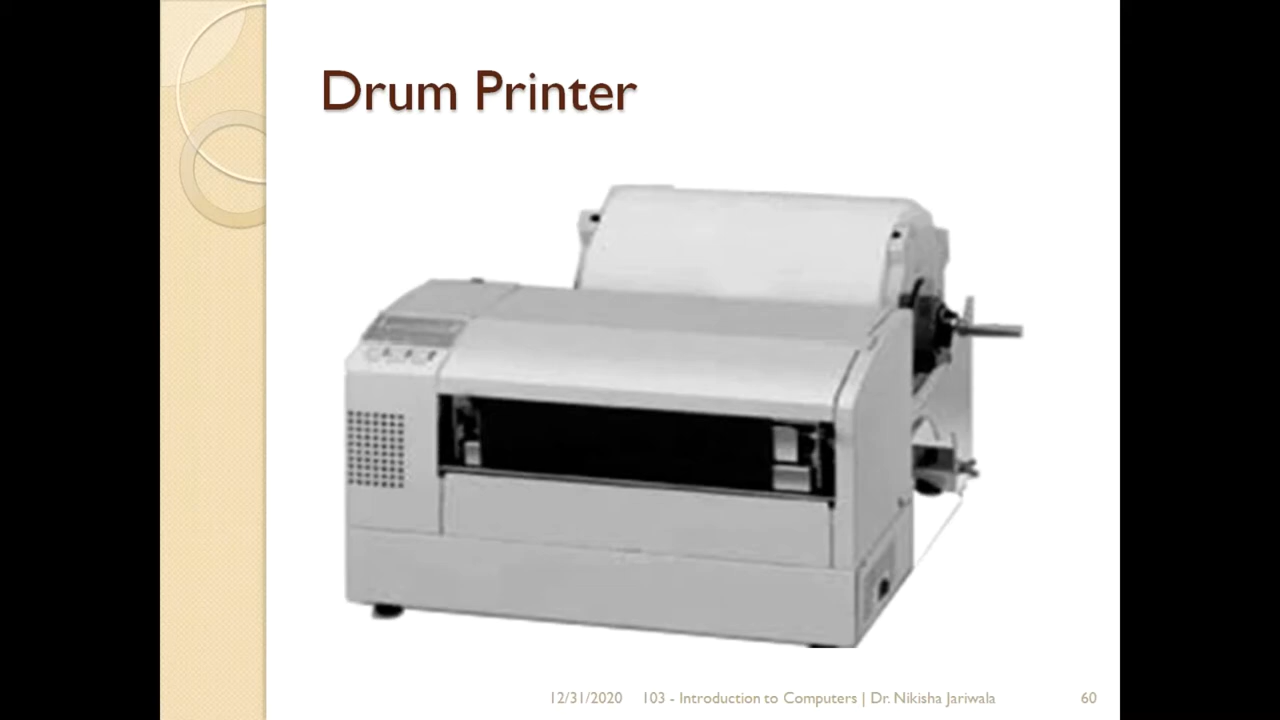 Drum Printer
12/31/2020 103 - Introduction to Computers | Dr. Nikisha Jariwala 60